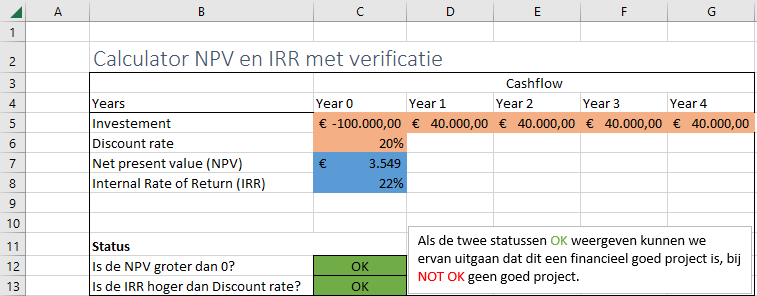 A B C D E F G
1
2 Calculator NPV en IRR met verificatie
3 Cashflow
4 Years Year 0 Year 1 Year 2 Year 3 Year 4
5 Investement € -100.000,00 € 40.000,00 € 40.000,00 € 40.000,00 € 40.000,00
6 Discount rate 20%
7 Net present value (NPV) € 3.549
8 Internal Rate of Return (IRR) 22%
9
10
11 Status
12 Is de NPV groter dan 0? OK
13 Is de IRR hoger dan Discount rate? OK
Als de twee statussen OK weergeven kunnen we
ervan uitgaan dat dit een financieel goed project is, bij
NOT OK geen goed project.